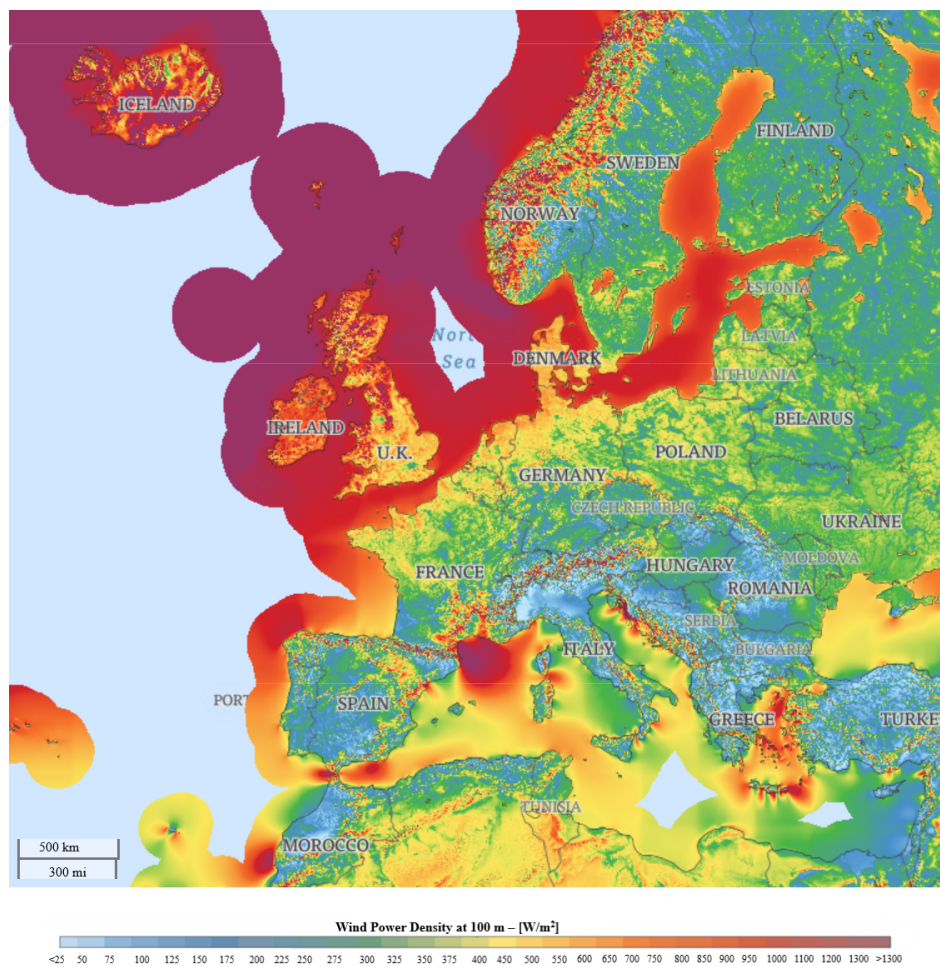 ICELAND
FINLAND
SWEDEN
NORWAY
ESTONIA
Nort
Sea
LATVIA
DENMARK
LITHUANIA
BELARUS
IRELAND
U.K.
POLAND
GERMANY
CZECH REPUBLIC
UKRAINE
MOLDOVA
HUNGARY
FRANCE
ROMANIA
SERBIA
ITALY
BULGARIA
PORT
SPAIN
GREECE
TURKE
TUNISIA
MOROCCO
500 km
300 mi
Wind Power Density at 100 m – [W/m²]
<25 50 75 100 125 150 175 200 225 250 275 300 325 350 375 400 450 500 550 600 650 700 750 800 850 900 950 1000 1100 1200 1300 >1300